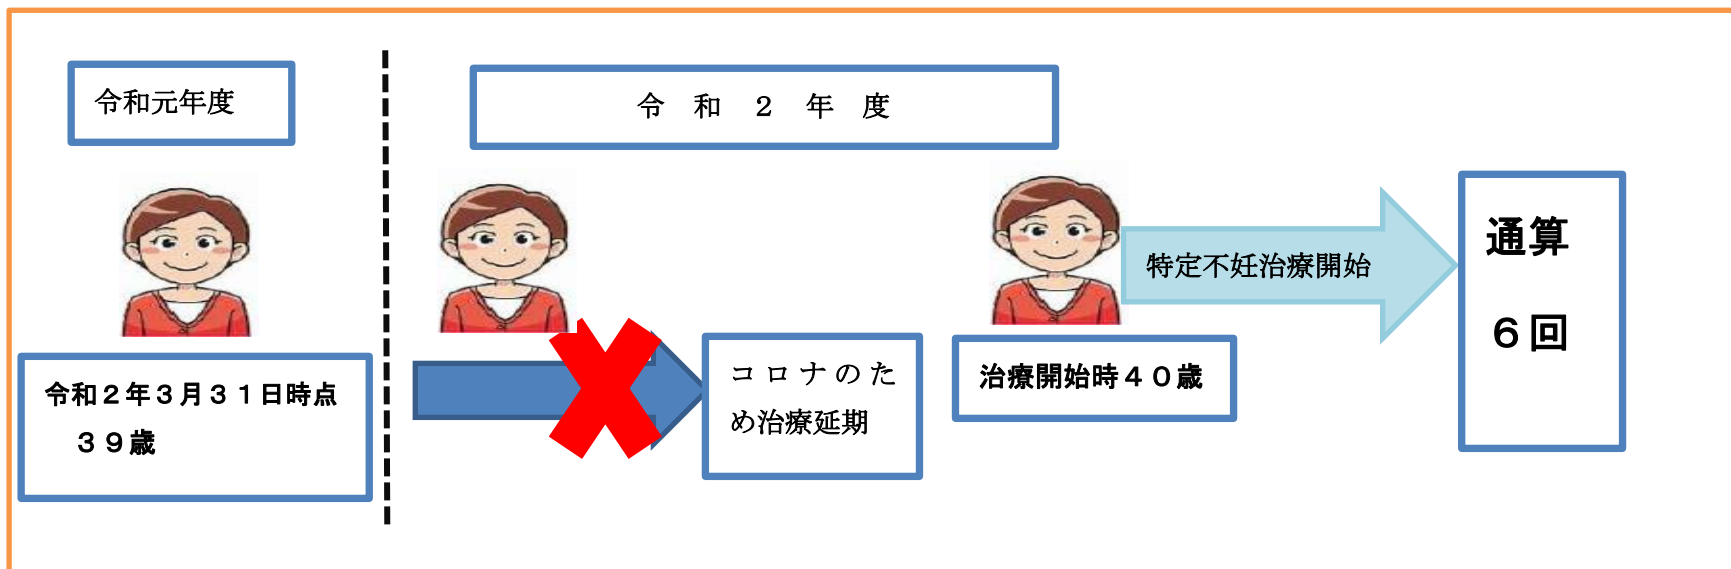 令和元年度
令和２年度
令和２年３月３１日時点
３９歳
コロナのた
め治療延期
治療開始時４０歳
特定不妊治療開始
通算
６回